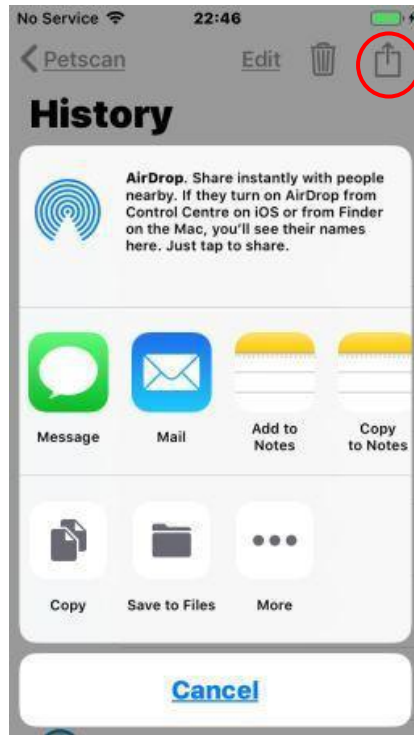 No Service 22:46
Petscan Edit
History
AirDrop. Share instantly with people
nearby. If they turn on AirDrop from
Control Centre on iOS or from Finder
on the Mac, you'll see their names
here. Just tap to share.
Message Mail Add to Notes Copy to Notes
Copy Save to Files More
Cancel